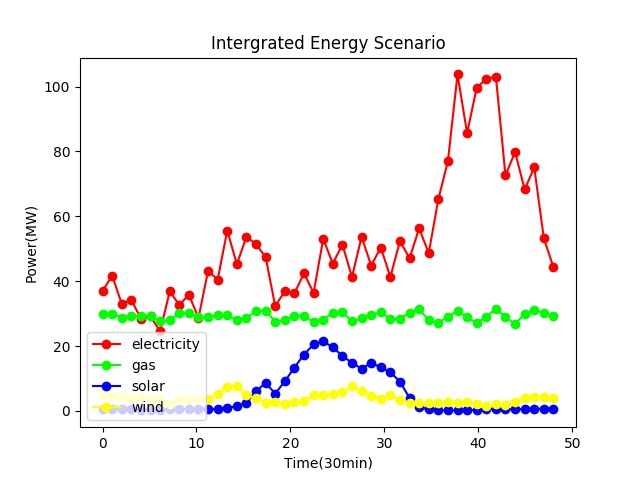 Intergrated Energy Scenario
Power(MW)
100
80
60
40
20
0
electricity
gas
solar
wind
0 10 20 30 40 50
Time(30min)